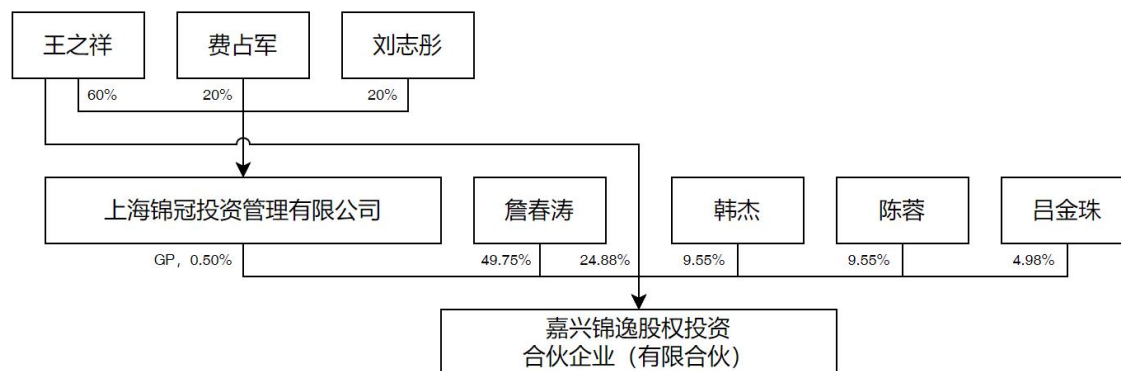 王之祥
费占军
刘志彤
60%
20%
20%
上海锦冠投资管理有限公司
詹春涛
韩杰
陈蓉
吕金珠
GP，0.50%
49.75%
24.88%
9.55%
9.55%
4.98%
嘉兴锦逸股权投资
合伙企业（有限合伙）